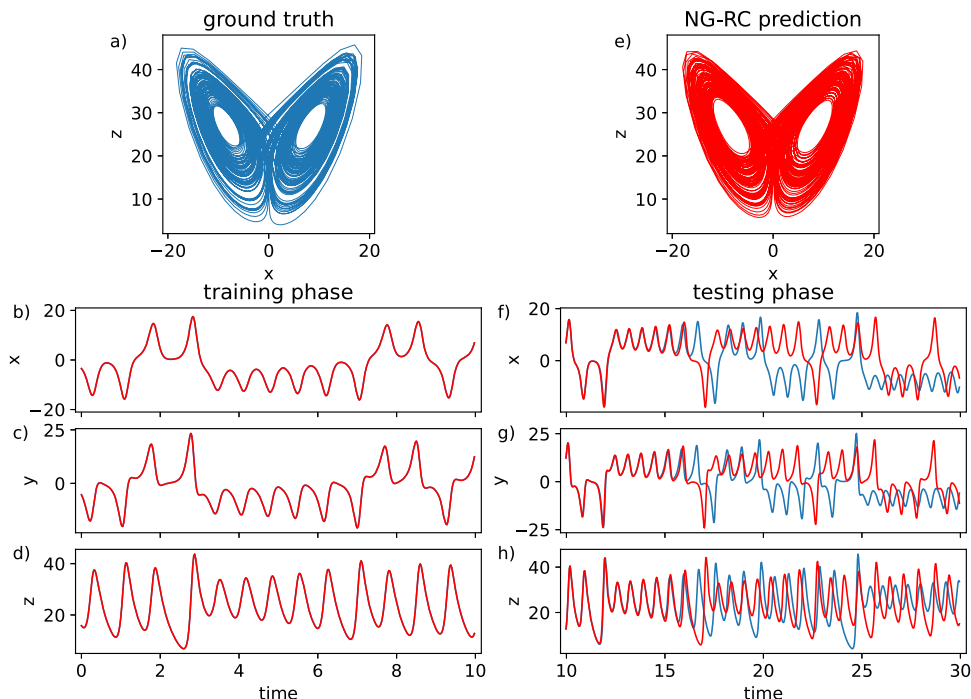 ground truth
a)
z
40
30
20
10
−20
0
20
x
NG-RC prediction
e)
z
40
30
20
10
−20
0
20
x
training phase
b)
x
20
0
−20
c)
y
25
0
d)
z
40
20
0
2
4
6
8
10
time
testing phase
f)
x
20
0
g)
y
25
0
−25
h)
z
40
20
10
15
20
25
30
time